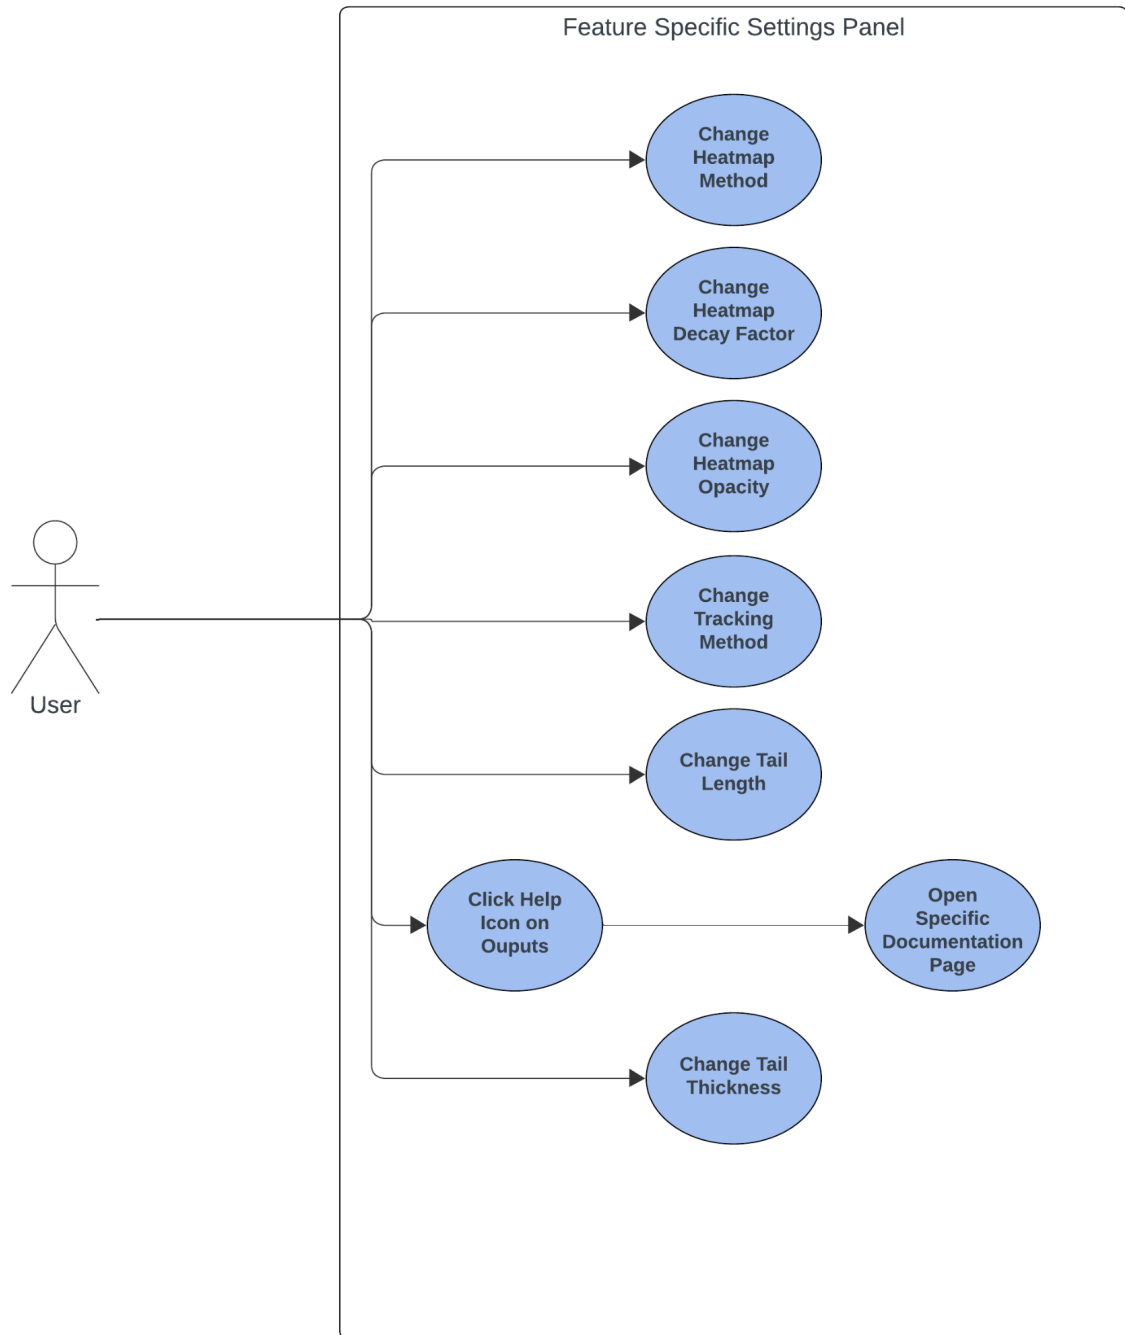 Feature Specific Settings Panel
Change
Heatmap
Method
Change
Heatmap
Decay Factor
Change
Heatmap
Opacity
Change
Tracking
Method
User
Change Tail
Length
Click Help
Icon on
Ouputs
Open
Specific
Documentation
Page
Change Tail
Thickness